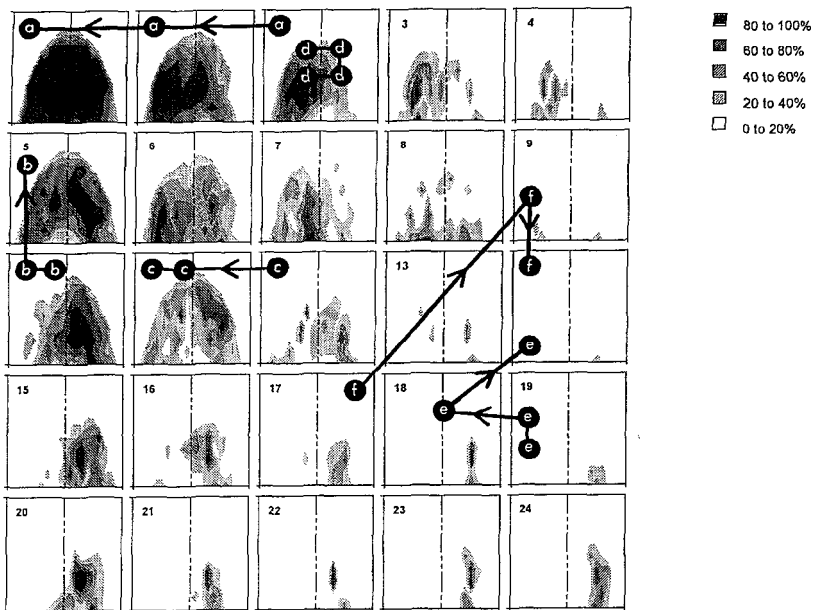 a a a 3 4
d d
d d
80 to 100%
60 to 80%
40 to 60%
20 to 40%
0 to 20%
5 6 7 8 9
b f
b b c c c 13 f
e
15 16 17 f 18 e 19 e
e
20 21 22 23 24